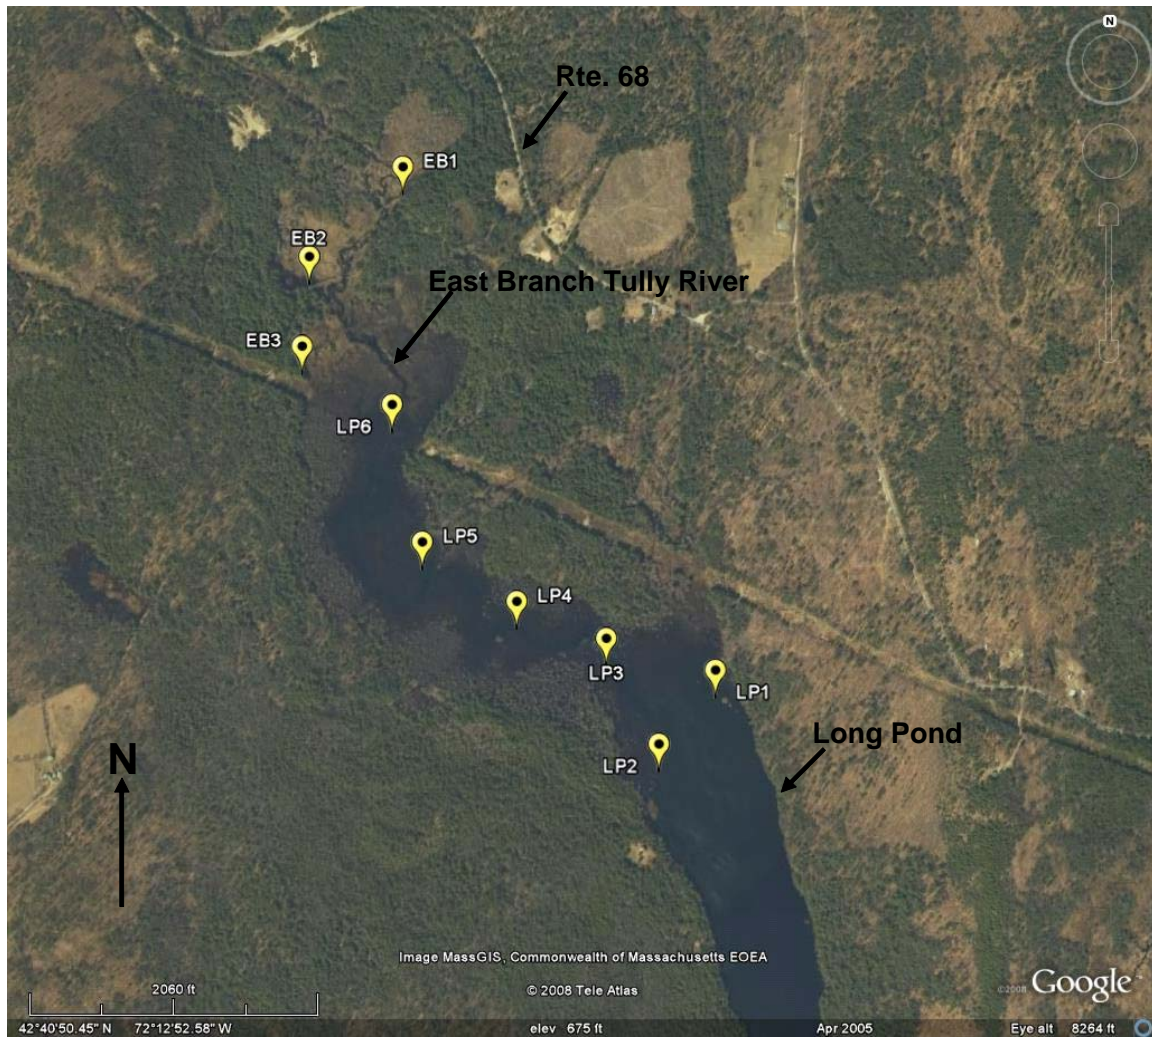 N
Rte. 68
EB1
EB2
East Branch Tully River
EB3
LP6
LP5
LP4
LP3
LP1
Long Pond
LP2
N
Image MassGIS, Commonwealth of Massachusetts EOEA
©2008 Google
2060 ft
© 2008 Tele Atlas
42°40'50.45" N 72°12'52.58" W elev 675 ft Apr 2005 Eye alt 8264 ft